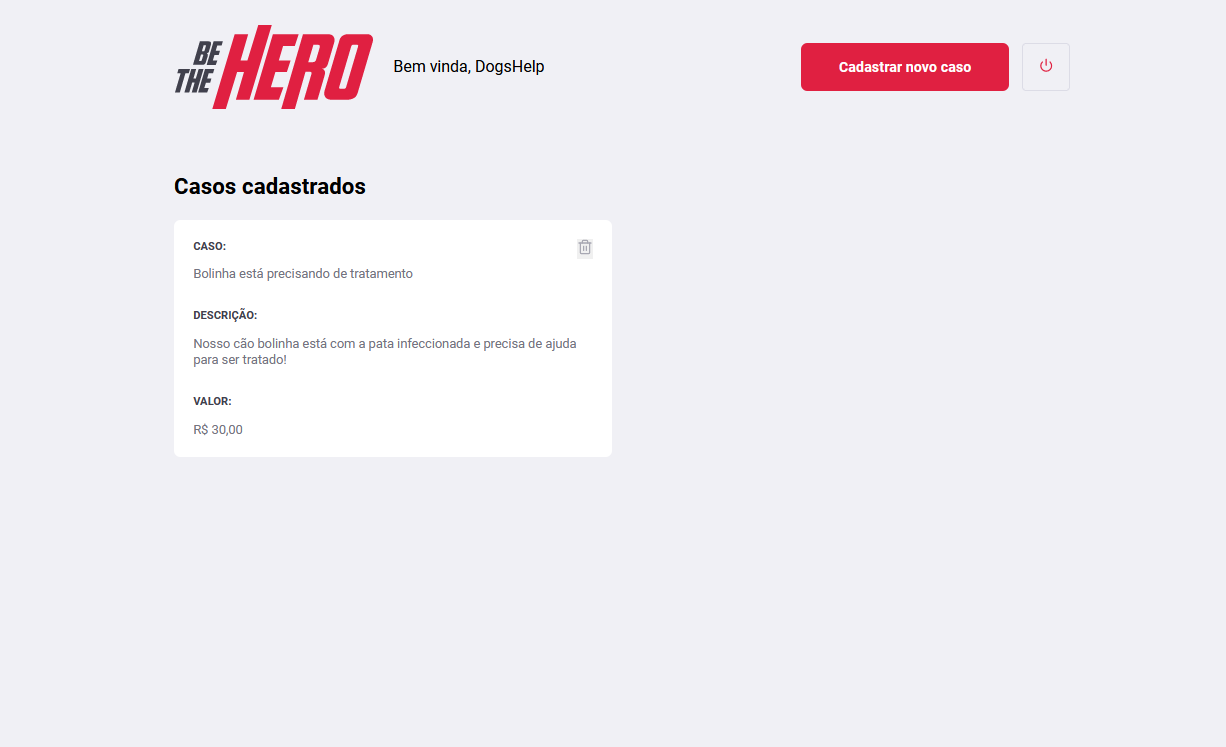 BE
THE
HERO
Bem vinda, DogsHelp
Cadastrar novo caso
Casos cadastrados
CASO:
Bolinha está precisando de tratamento
DESCRIÇÃO:
Nosso cão bolinha está com a pata infeccionada e precisa de ajuda
para ser tratado!
VALOR:
R$ 30,00